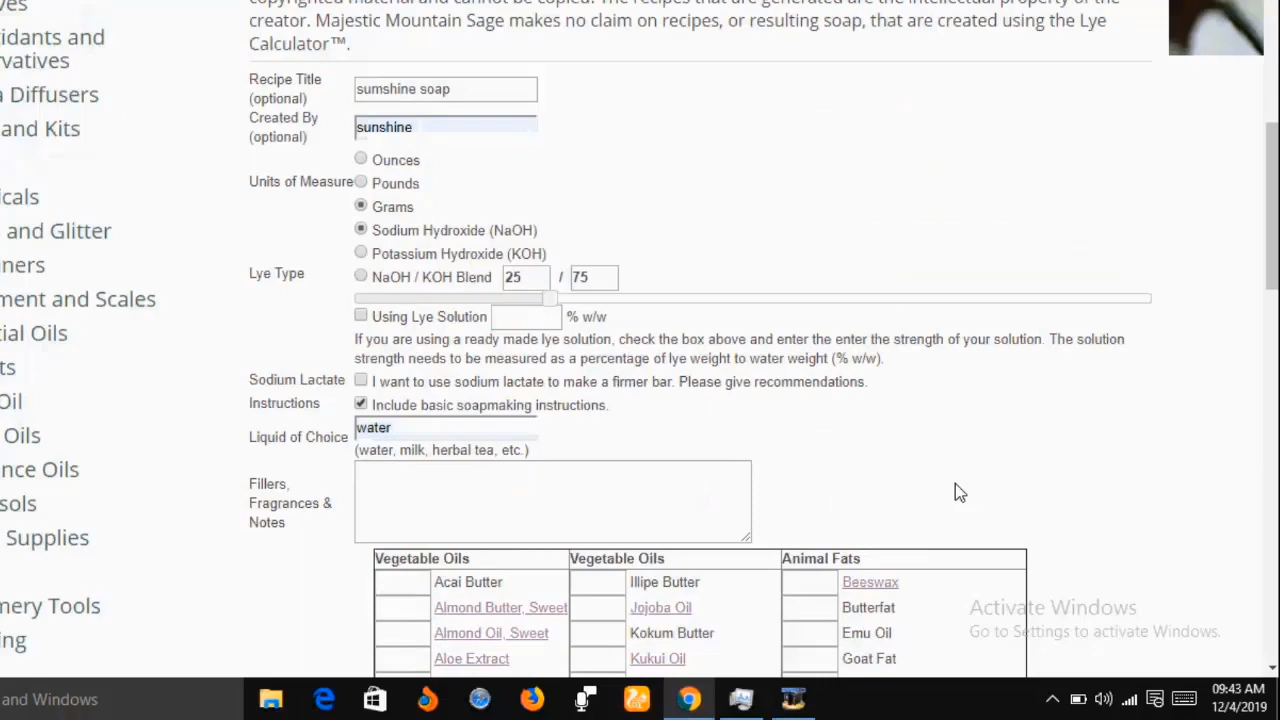 ves
copyrighted material and cannot be copied. The recipes that are generated are the intellectual property of the
creator. Majestic Mountain Sage makes no claim on recipes, or resulting soap, that are created using the Lye
Calculator™.
idants and
rvatives
a Diffusers
and Kits
icals
and Glitter
ners
ment and Scales
tial Oils
ts
Oil
Oils
nce Oils
sols
Supplies
mery Tools
ing
Recipe Title
(optional)
sumshine soap
Created By
(optional)
sunshine
Units of Measure
Ounces
Pounds
Grams
Lye Type
Sodium Hydroxide (NaOH)
Potassium Hydroxide (KOH)
NaOH / KOH Blend 25 / 75
Using Lye Solution % w/w
If you are using a ready made lye solution, check the box above and enter the enter the strength of your solution. The solution
strength needs to be measured as a percentage of lye weight to water weight (% w/w).
Sodium Lactate I want to use sodium lactate to make a firmer bar. Please give recommendations.
Instructions Include basic soapmaking instructions.
Liquid of Choice
water
(water, milk, herbal tea, etc.)
Fillers,
Fragrances &
Notes
Vegetable Oils Vegetable Oils Animal Fats
Acai Butter Illipe Butter Beeswax
Almond Butter, Sweet Jojoba Oil Butterfat
Almond Oil, Sweet Kokum Butter Emu Oil
Aloe Extract Kukui Oil Goat Fat
Activate Windows
Go to Settings to activate Windows.
and Windows
09:43 AM
12/4/2019